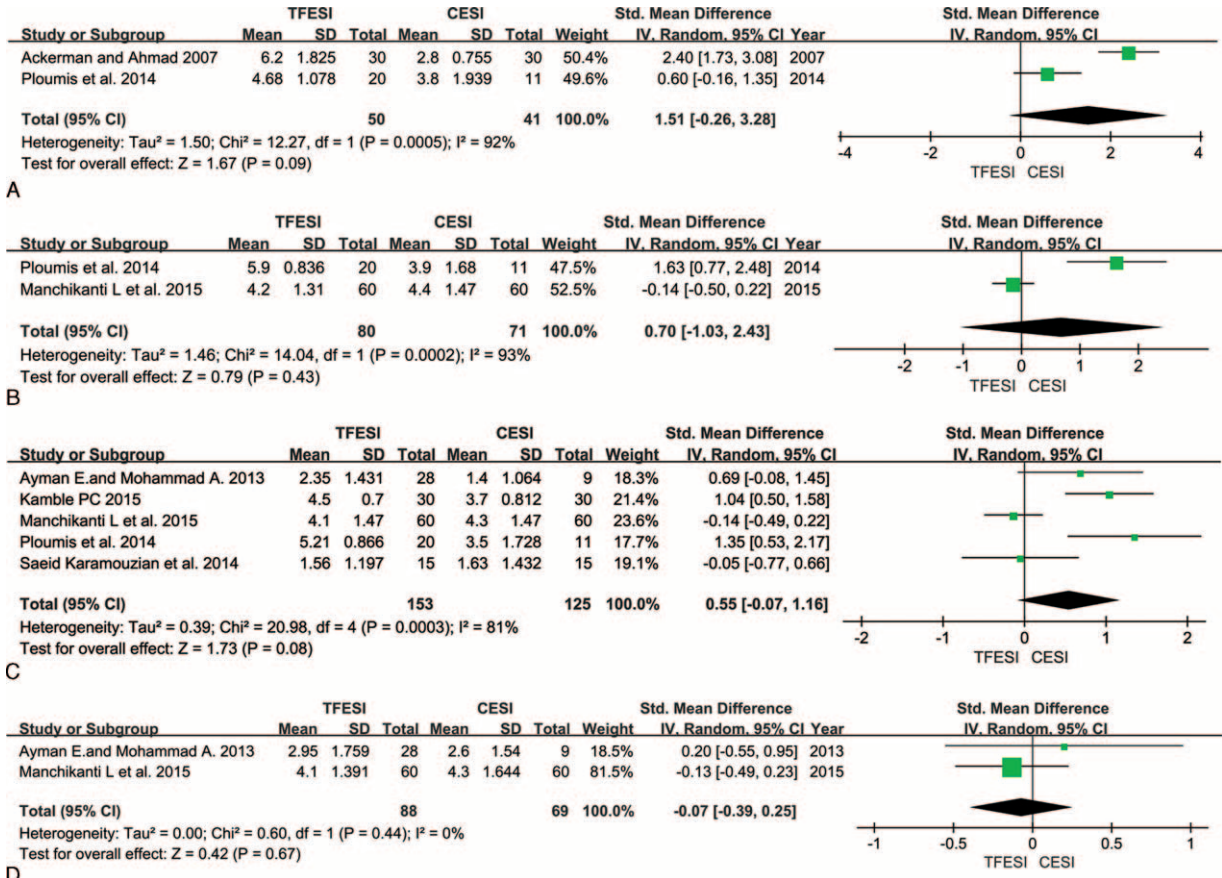 TFESI CESI Std. Mean Difference Std. Mean Difference
Study or Subgroup Mean SD Total Mean SD Total Weight IV, Random, 95% CI Year IV, Random, 95% CI
Ackerman and Ahmad 2007 6.2 1.825 30 2.8 0.755 30 50.4% 2.40 [1.73, 3.08] 2007
Ploumis et al. 2014 4.68 1.078 20 3.8 1.939 11 49.6% 0.60 [-0.16, 1.35] 2014
Total (95% CI) 50 41 100.0% 1.51 [-0.26, 3.28]
Heterogeneity: Tau² = 1.50; Chi² = 12.27, df = 1 (P = 0.0005); I² = 92%
Test for overall effect: Z = 1.67 (P = 0.09)
-4 -2 0 2 4
TFESI CESI
A
TFESI CESI Std. Mean Difference Std. Mean Difference
Study or Subgroup Mean SD Total Mean SD Total Weight IV, Random, 95% CI Year IV, Random, 95% CI
Ploumis et al. 2014 5.9 0.836 20 3.9 1.68 11 47.5% 1.63 [0.77, 2.48] 2014
Manchikanti L et al. 2015 4.2 1.31 60 4.4 1.47 60 52.5% -0.14 [-0.50, 0.22] 2015
Total (95% CI) 80 71 100.0% 0.70 [-1.03, 2.43]
Heterogeneity: Tau² = 1.46; Chi² = 14.04, df = 1 (P = 0.0002); I² = 93%
Test for overall effect: Z = 0.79 (P = 0.43)
-2 -1 0 1 2
TFESI CESI
B
TFESI CESI Std. Mean Difference Std. Mean Difference
Study or Subgroup Mean SD Total Mean SD Total Weight IV, Random, 95% CI IV, Random, 95% CI
Ayman E.and Mohammad A. 2013 2.35 1.431 28 1.4 1.064 9 18.3% 0.69 [-0.08, 1.45]
Kamble PC 2015 4.5 0.7 30 3.7 0.812 30 21.4% 1.04 [0.50, 1.58]
Manchikanti L et al. 2015 4.1 1.47 60 4.3 1.47 60 23.6% -0.14 [-0.49, 0.22]
Ploumis et al. 2014 5.21 0.866 20 3.5 1.728 11 17.7% 1.35 [0.53, 2.17]
Saeid Karamouzian et al. 2014 1.56 1.197 15 1.63 1.432 15 19.1% -0.05 [-0.77, 0.66]
Total (95% CI) 153 125 100.0% 0.55 [-0.07, 1.16]
Heterogeneity: Tau² = 0.39; Chi² = 20.98, df = 4 (P = 0.0003); I² = 81%
Test for overall effect: Z = 1.73 (P = 0.08)
-2 -1 0 1 2
TFESI CESI
C
TFESI CESI Std. Mean Difference Std. Mean Difference
Study or Subgroup Mean SD Total Mean SD Total Weight IV, Random, 95% CI Year IV, Random, 95% CI
Ayman E.and Mohammad A. 2013 2.95 1.759 28 2.6 1.54 9 18.5% 0.20 [-0.55, 0.95] 2013
Manchikanti L et al. 2015 4.1 1.391 60 4.3 1.644 60 81.5% -0.13 [-0.49, 0.23] 2015
Total (95% CI) 88 69 100.0% -0.07 [-0.39, 0.25]
Heterogeneity: Tau² = 0.00; Chi² = 0.60, df = 1 (P = 0.44); I² = 0%
Test for overall effect: Z = 0.42 (P = 0.67)
-1 -0.5 0 0.5 1
TFESI CESI
D